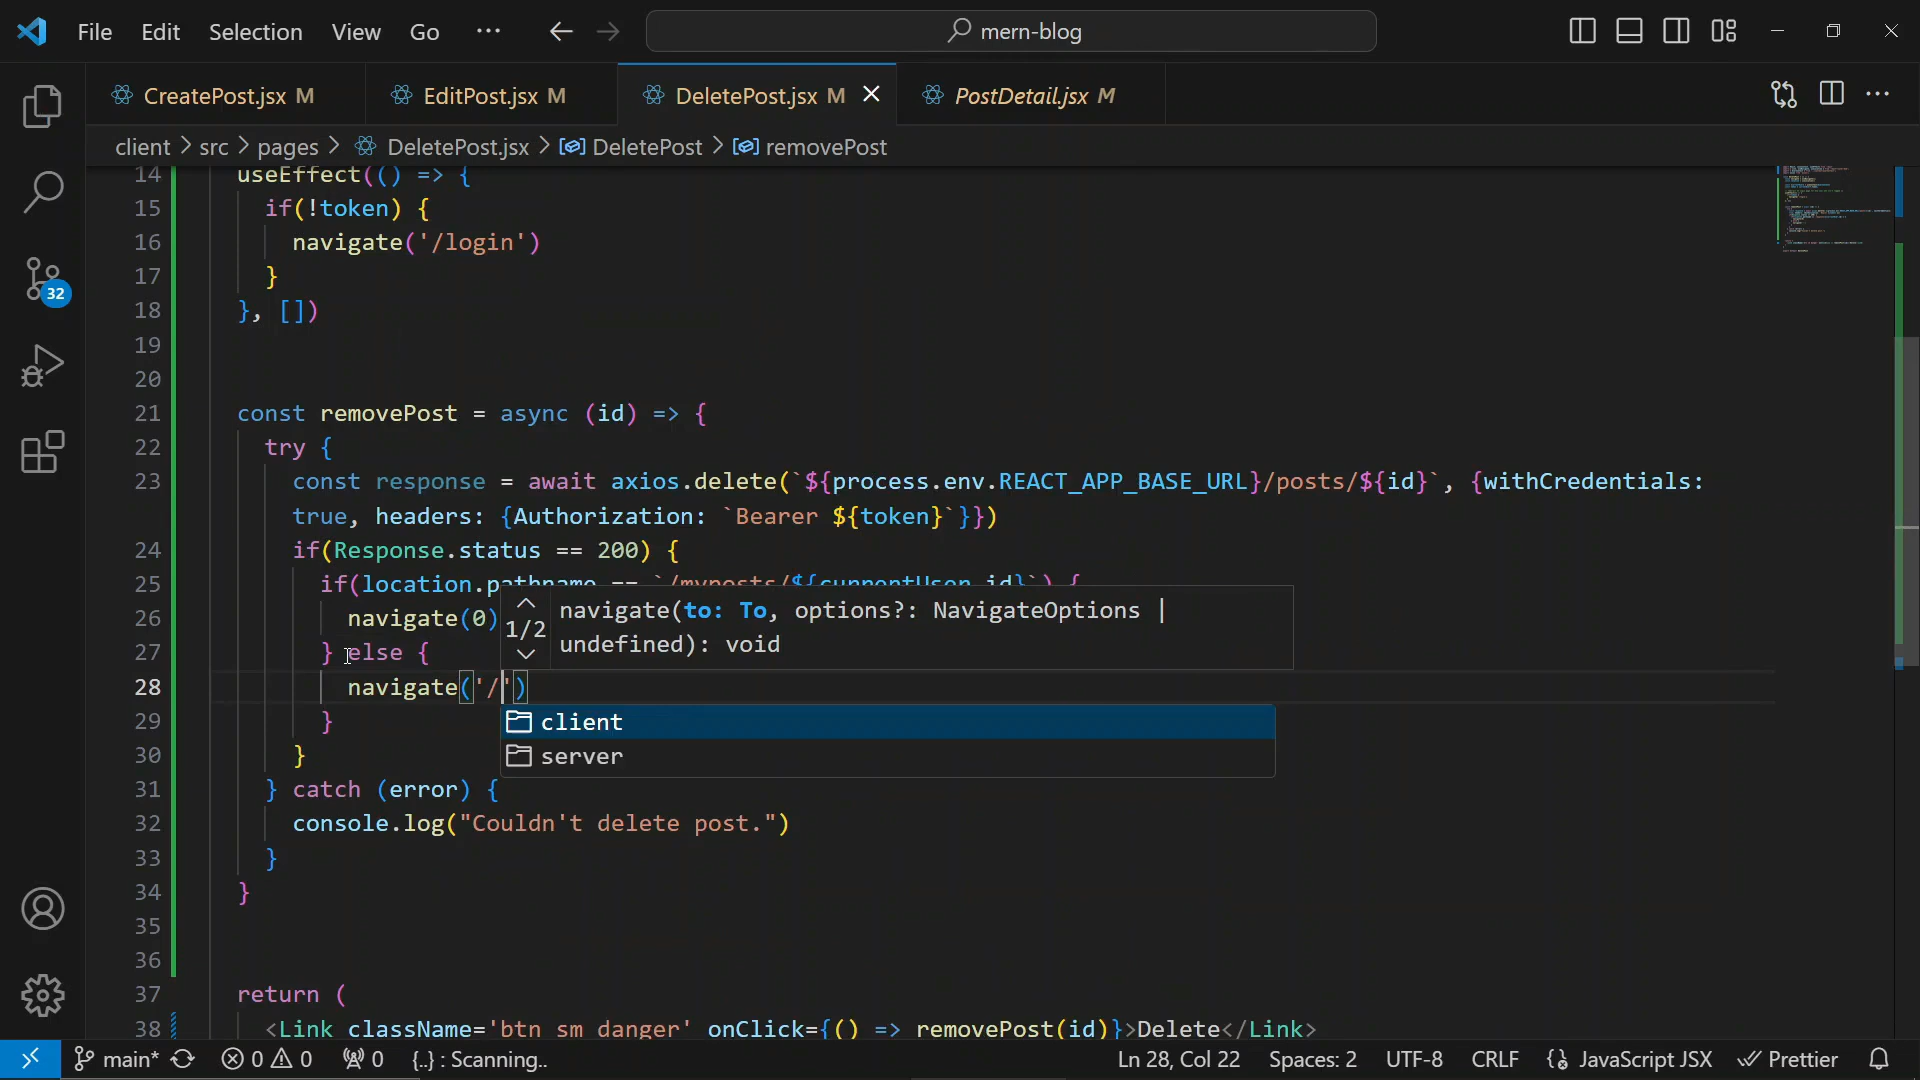 File Edit Selection View Go ··· mern-blog
CreatePost.jsx M EditPost.jsx M DeletePost.jsx M PostDetail.jsx M
client > src > pages > DeletePost.jsx > DeletePost > removePost
14 useEffect(() => {
15 if(!token) {
16 navigate('/login')
17 }
18 }, [])
19
20
21 const removePost = async (id) => {
22 try {
23 const response = await axios.delete(`${process.env.REACT_APP_BASE_URL}/posts/${id}`, {withCredentials:
true, headers: {Authorization: `Bearer ${token}`}})
24 if(Response.status == 200) {
25 if(location.pathname == `/myposts/${currentUser.id}`) {
26 navigate(0)
navigate(to: To, options?: NavigateOptions |
1/2
undefined): void
27 } else {
28 navigate('/')
client
29 }
server
30 }
31 } catch (error) {
32 console.log("Couldn't delete post.")
33 }
34 }
35
36
37 return (
38 <Link className='btn sm danger' onClick={() => removePost(id)}>Delete</Link>
32
main* 0 0 0 {..} : Scanning.. Ln 28, Col 22 Spaces: 2 UTF-8 CRLF JavaScript JSX Prettier